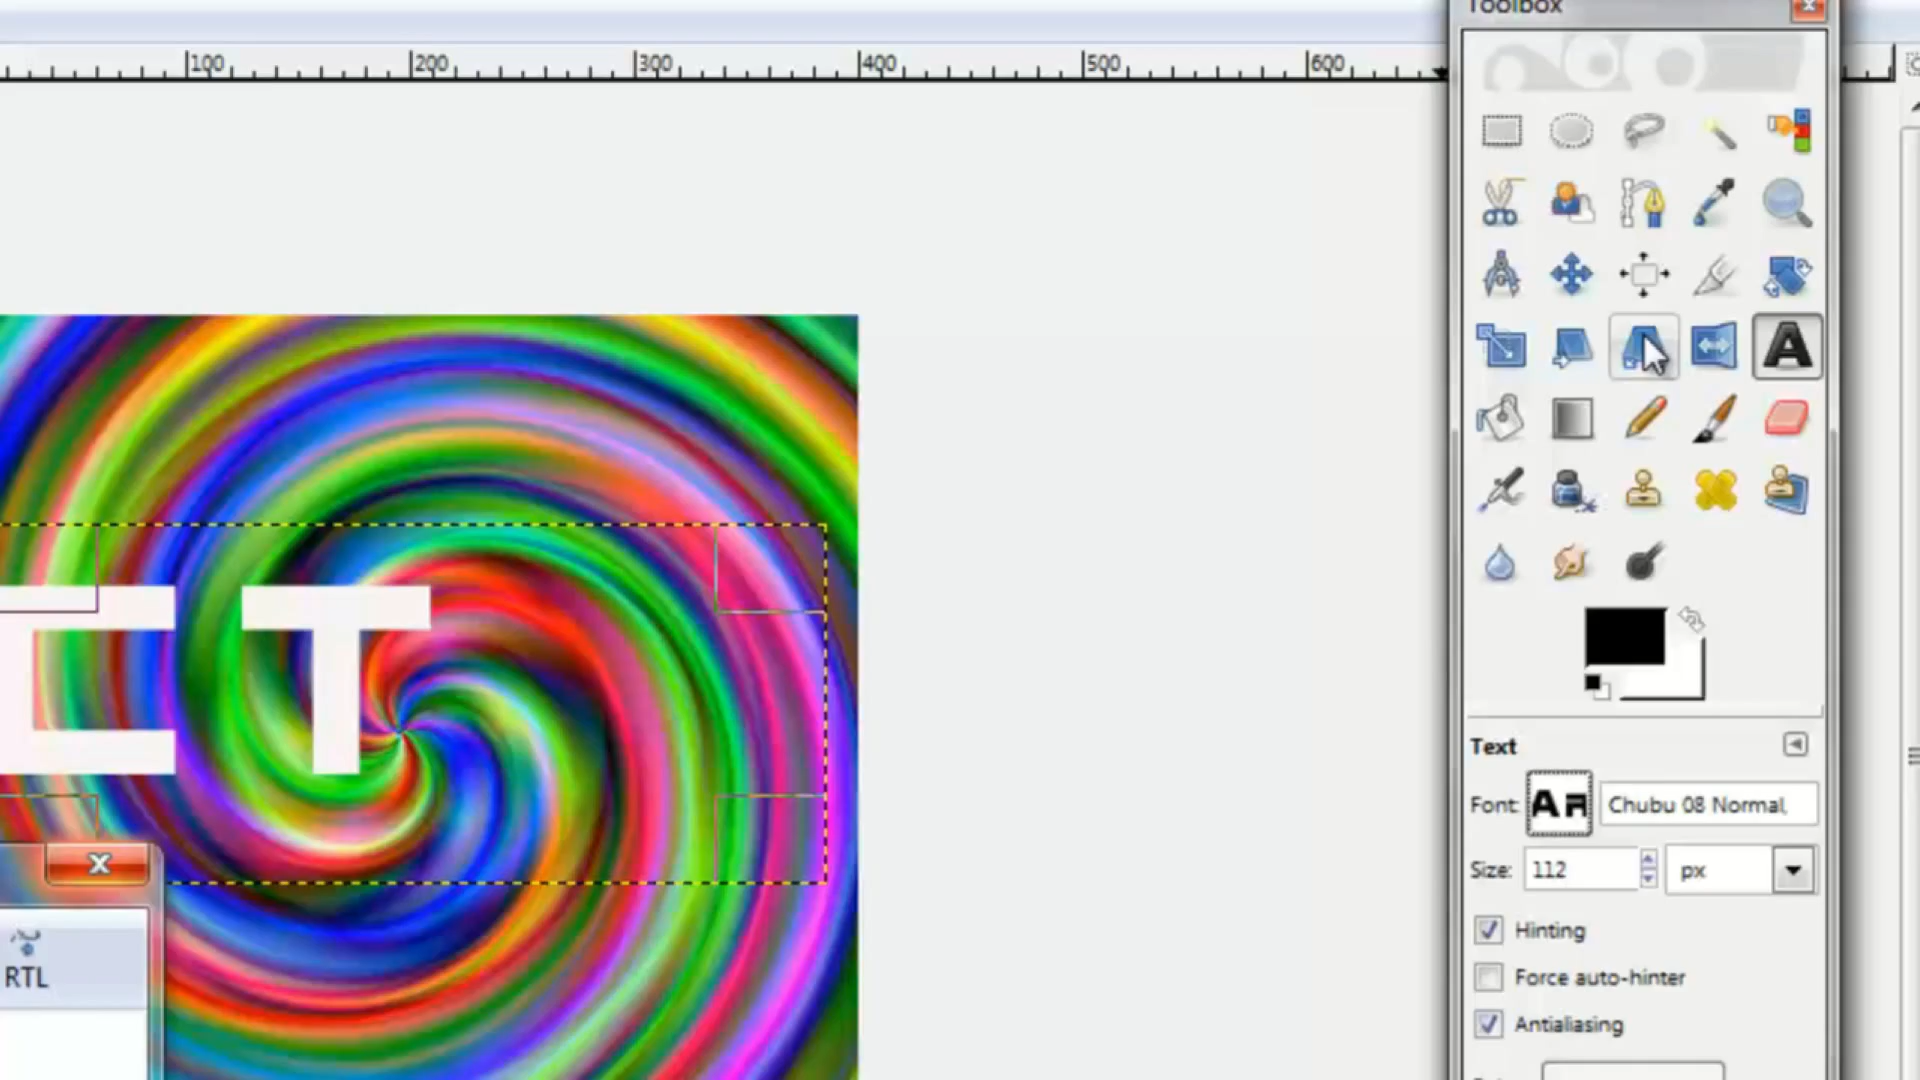 Toolbox
100 200 300 400 500 600
CT
A
Text
Font: Chubu 08 Normal,
Size: 112 px
RTL
Hinting
Force auto-hinter
Antialiasing